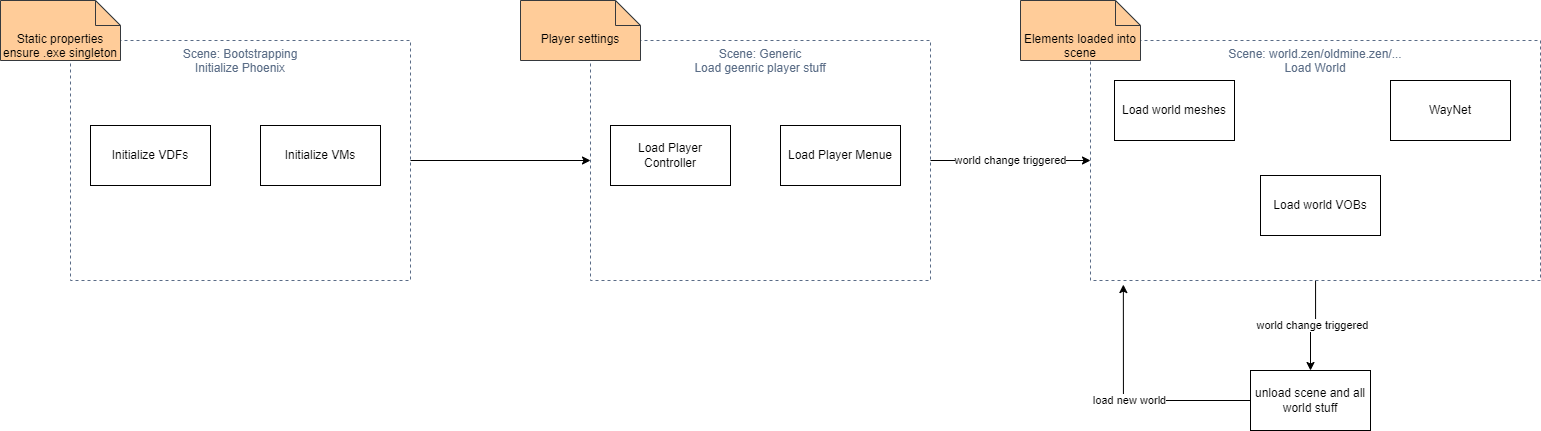 Static properties
ensure .exe singleton
Scene: Bootstrapping
Initialize Phoenix
Initialize VDFs
Initialize VMs
Player settings
Scene: Generic
Load geenric player stuff
Load Player
Controller
Load Player Menue
world change triggered
Elements loaded into
scene
Scene: world.zen/oldmine.zen/...
Load World
Load world meshes
WayNet
Load world VOBs
world change triggered
unload scene and all
world stuff
load new world